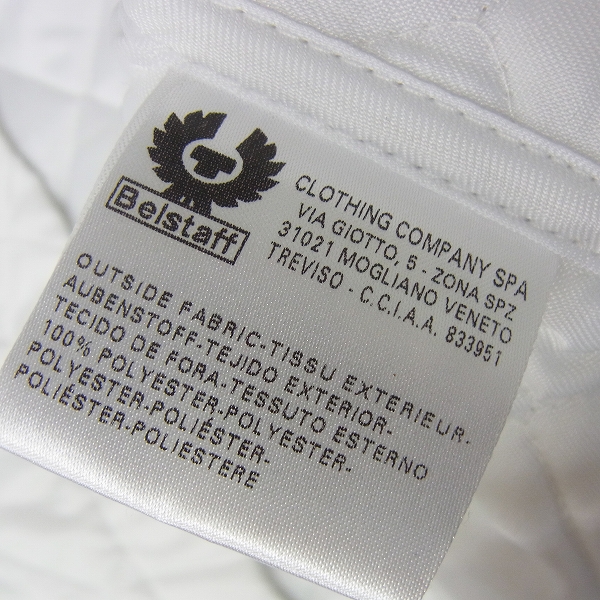 Belstaff
CLOTHING COMPANY SPA
VIA GIOTTO, 5 - ZONA SPZ
31021 MOGLIANO VENETO
TREVISO - C.C.I.A.A. 833951
OUTSIDE FABRIC-TISSU EXTERIEUR-
AUBENSTOFF-TEJIDO EXTERIOR-
TECIDO DE FORA-TESSUTO ESTERNO
100% POLYESTER-POLYESTER-
POLYESTER-POLIÉSTER-
POLIÉSTER-POLIESTERE